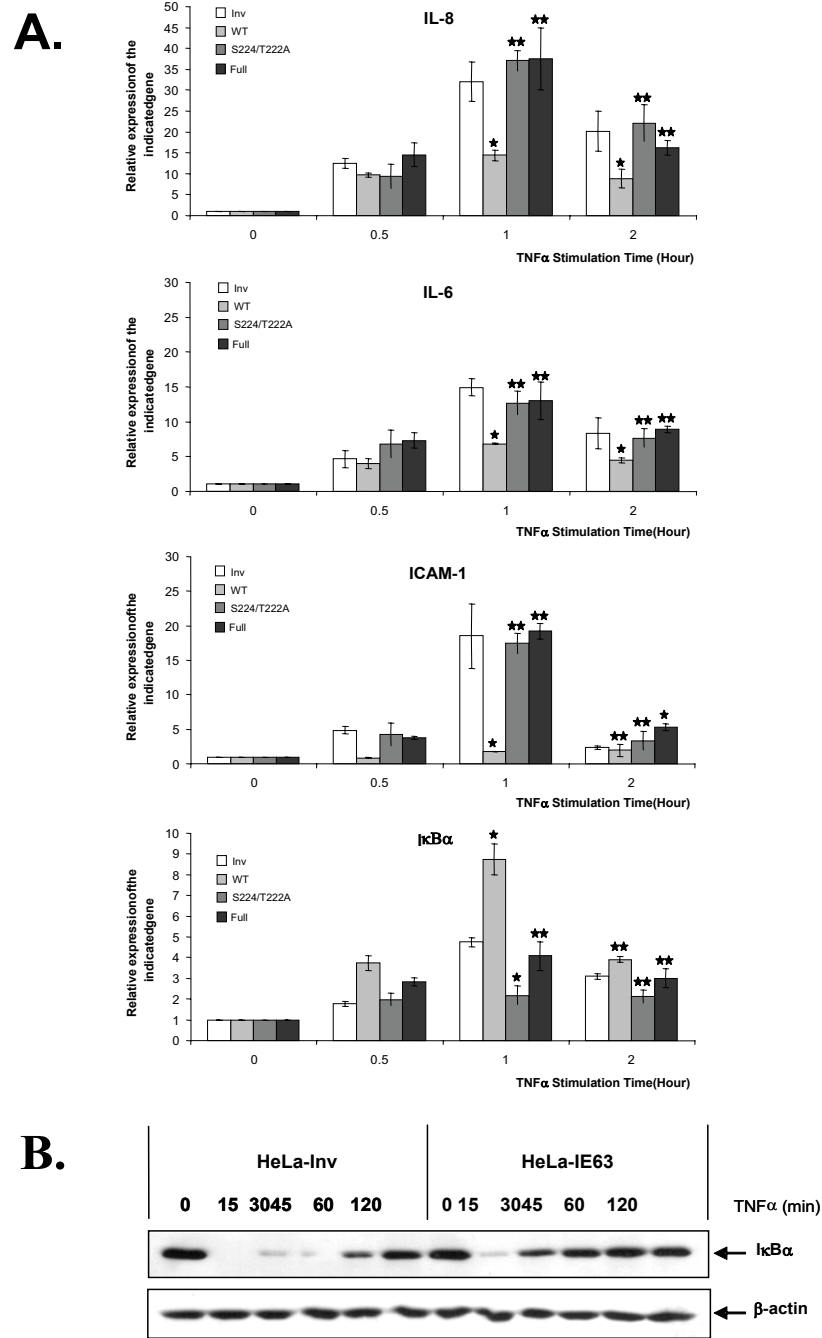 A.
IL-8
Relative expressionof the
indicatedgene
50
45
40
35
30
25
20
15
10
5
0
Inv
WT
S224/T222A
Full
★ ★★ ★★
★ ★★ ★★
0 0.5 1 2
TNFα Stimulation Time (Hour)
IL-6
Relative expressionof the
indicatedgene
30
25
20
15
10
5
0
Inv
WT
S224/T222A
Full
★ ★★ ★★
★ ★★ ★★
0 0.5 1 2
TNFα Stimulation Time(Hour)
ICAM-1
Relative expressionofthe
indicatedgene
30
25
20
15
10
5
0
Inv
WT
S224/T222A
Full
★ ★★ ★★
★★ ★★ ★
0 0.5 1 2
TNFα Stimulation Time(Hour)
IκBα
Relative expressionofthe
indicatedgene
10
9
8
7
6
5
4
3
2
1
0
Inv
WT
S224/T222A
Full
★ ★ ★★
★★ ★★ ★★
0 0.5 1 2
TNFα Stimulation Time(Hour)
B.
HeLa-Inv HeLa-IE63
0 15 3045 60 120 0 15 3045 60 120 TNFα (min)
IκBα
β-actin